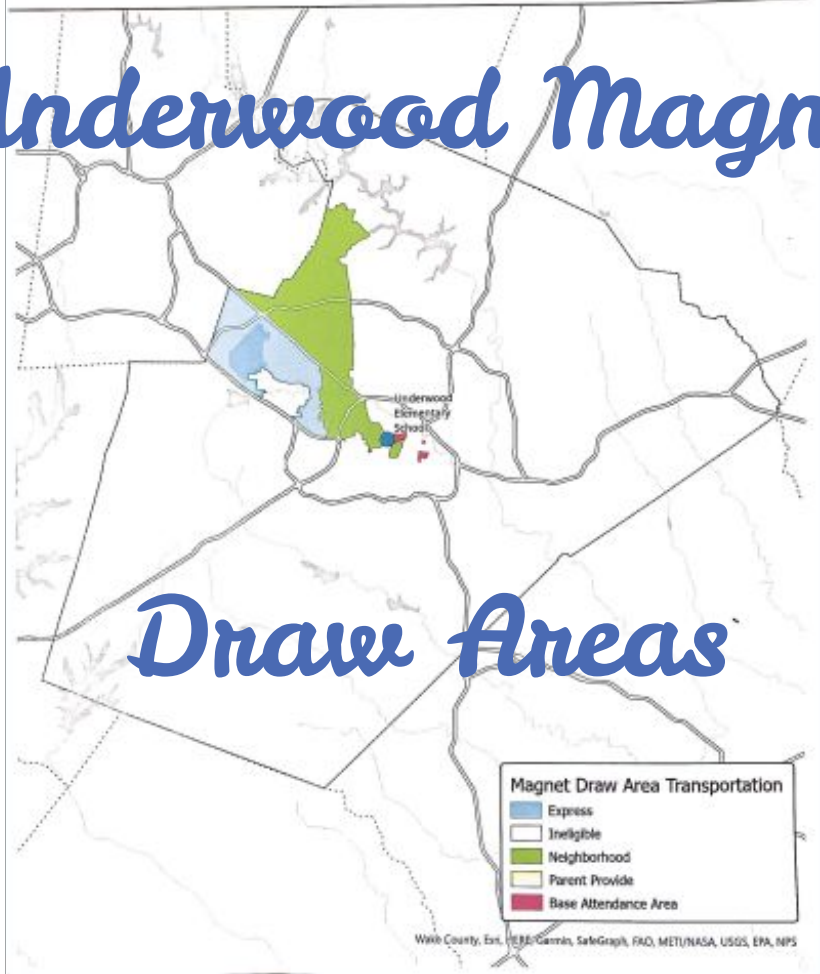 Underwood Magn
Underwood
Elementary
School
Draw Areas
Magnet Draw Area Transportation
Express
Ineligible
Neighborhood
Parent Provide
Base Attendance Area
Wake County, Esri, HERE, Garmin, SafeGraph, FAO, METI/NASA, USGS, EPA, NPS